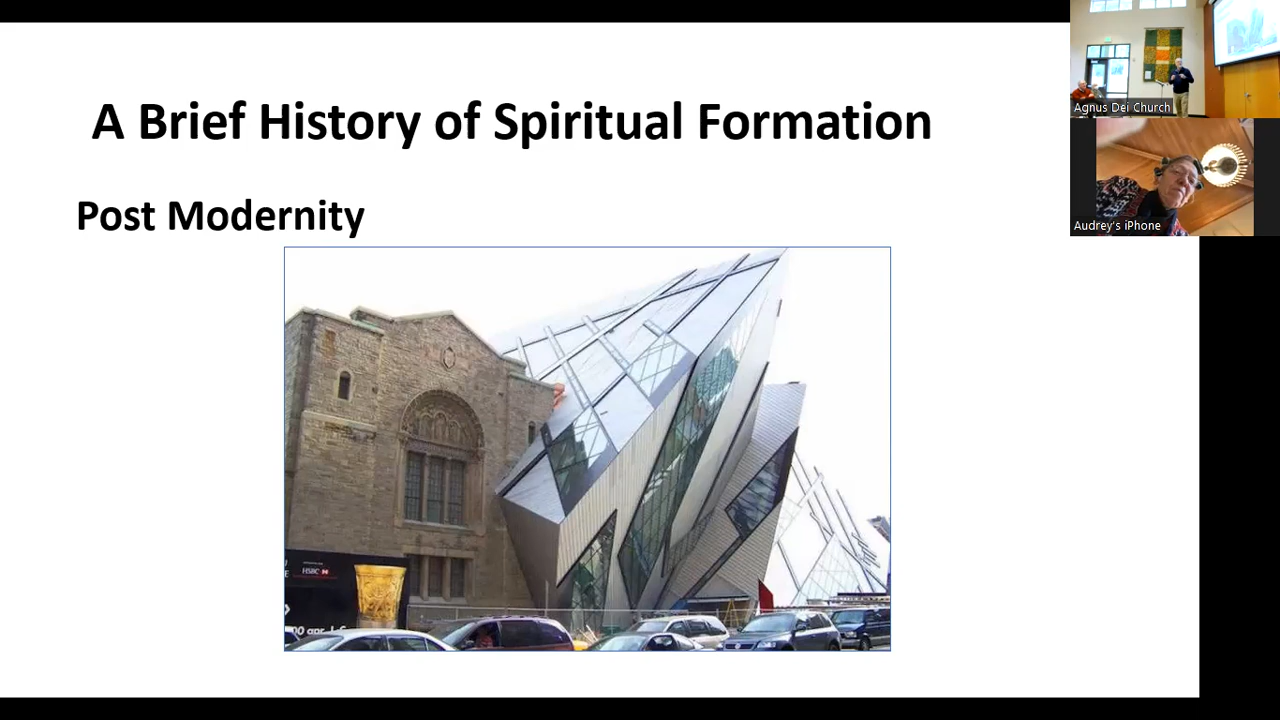 A Brief History of Spiritual Formation
Post Modernity
HSBC
Agnus Dei Church
Audrey's iPhone